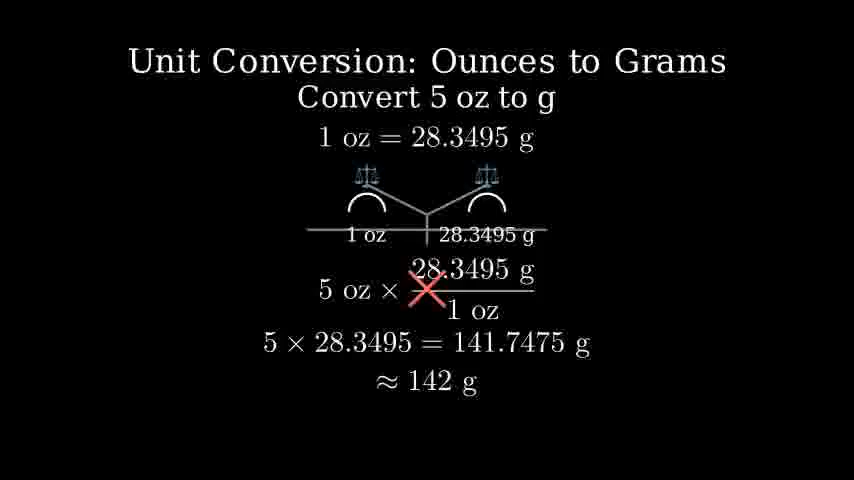 Unit Conversion: Ounces to Grams
Convert 5 oz to g
1 oz = 28.3495 g
1 oz 28.3495 g
5 oz × 28.3495 g / 1 oz
5 × 28.3495 = 141.7475 g
≈ 142 g